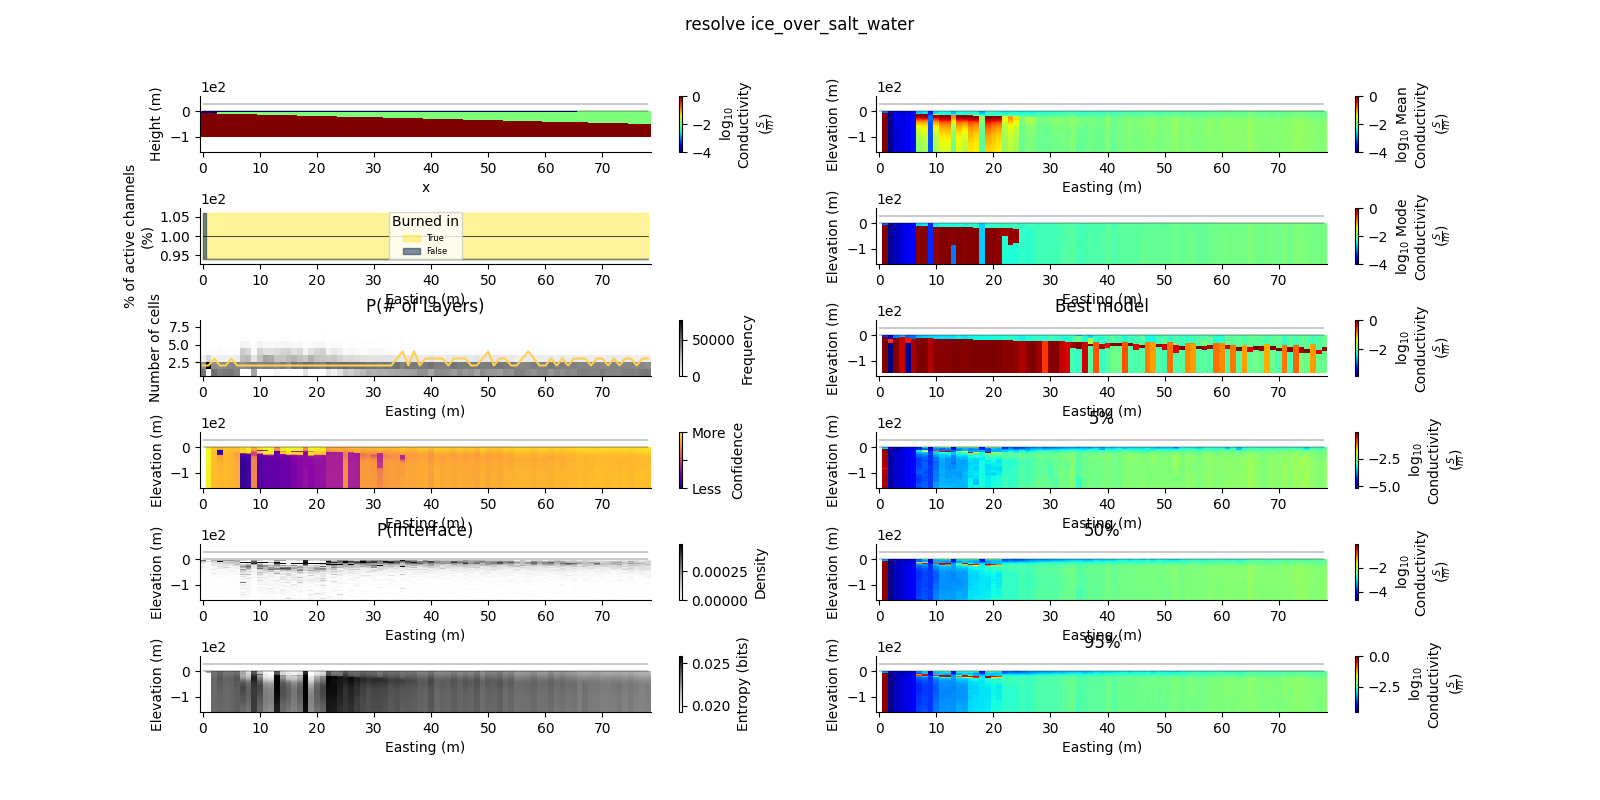 resolve ice_over_salt_water
1e2
0
−1
Height (m)
0 10 20 30 40 50 60 70
x
0
−2
−4
log10
Conductivity
(S/m)
1e2
0
−1
Elevation (m)
0 10 20 30 40 50 60 70
Easting (m)
0
−2
−4
log10 Mean
Conductivity
(S/m)
1e2
1.05
1.00
0.95
% of active channels
(%)
Burned in
True
False
0 10 20 30 40 50 60 70
Easting (m)
1e2
0
−1
Elevation (m)
0 10 20 30 40 50 60 70
Easting (m)
0
−2
−4
log10 Mode
Conductivity
(S/m)
P(# of Layers)
7.5
5.0
2.5
Number of cells
0 10 20 30 40 50 60 70
Easting (m)
50000
0
Frequency
Best model
1e2
0
−1
Elevation (m)
0 10 20 30 40 50 60 70
Easting (m)
0
−2
log10
Conductivity
(S/m)
1e2
0
−1
Elevation (m)
0 10 20 30 40 50 60 70
Easting (m)
More
Less
Confidence
5%
1e2
0
−1
Elevation (m)
0 10 20 30 40 50 60 70
Easting (m)
−2.5
−5.0
log10
Conductivity
(S/m)
P(Interface)
1e2
0
−1
Elevation (m)
0 10 20 30 40 50 60 70
Easting (m)
0.00025
0.00000
Density
50%
1e2
0
−1
Elevation (m)
0 10 20 30 40 50 60 70
Easting (m)
−2
−4
log10
Conductivity
(S/m)
1e2
0
−1
Elevation (m)
0 10 20 30 40 50 60 70
Easting (m)
0.025
0.020
Entropy (bits)
95%
1e2
0
−1
Elevation (m)
0 10 20 30 40 50 60 70
Easting (m)
0.0
−2.5
log10
Conductivity
(S/m)